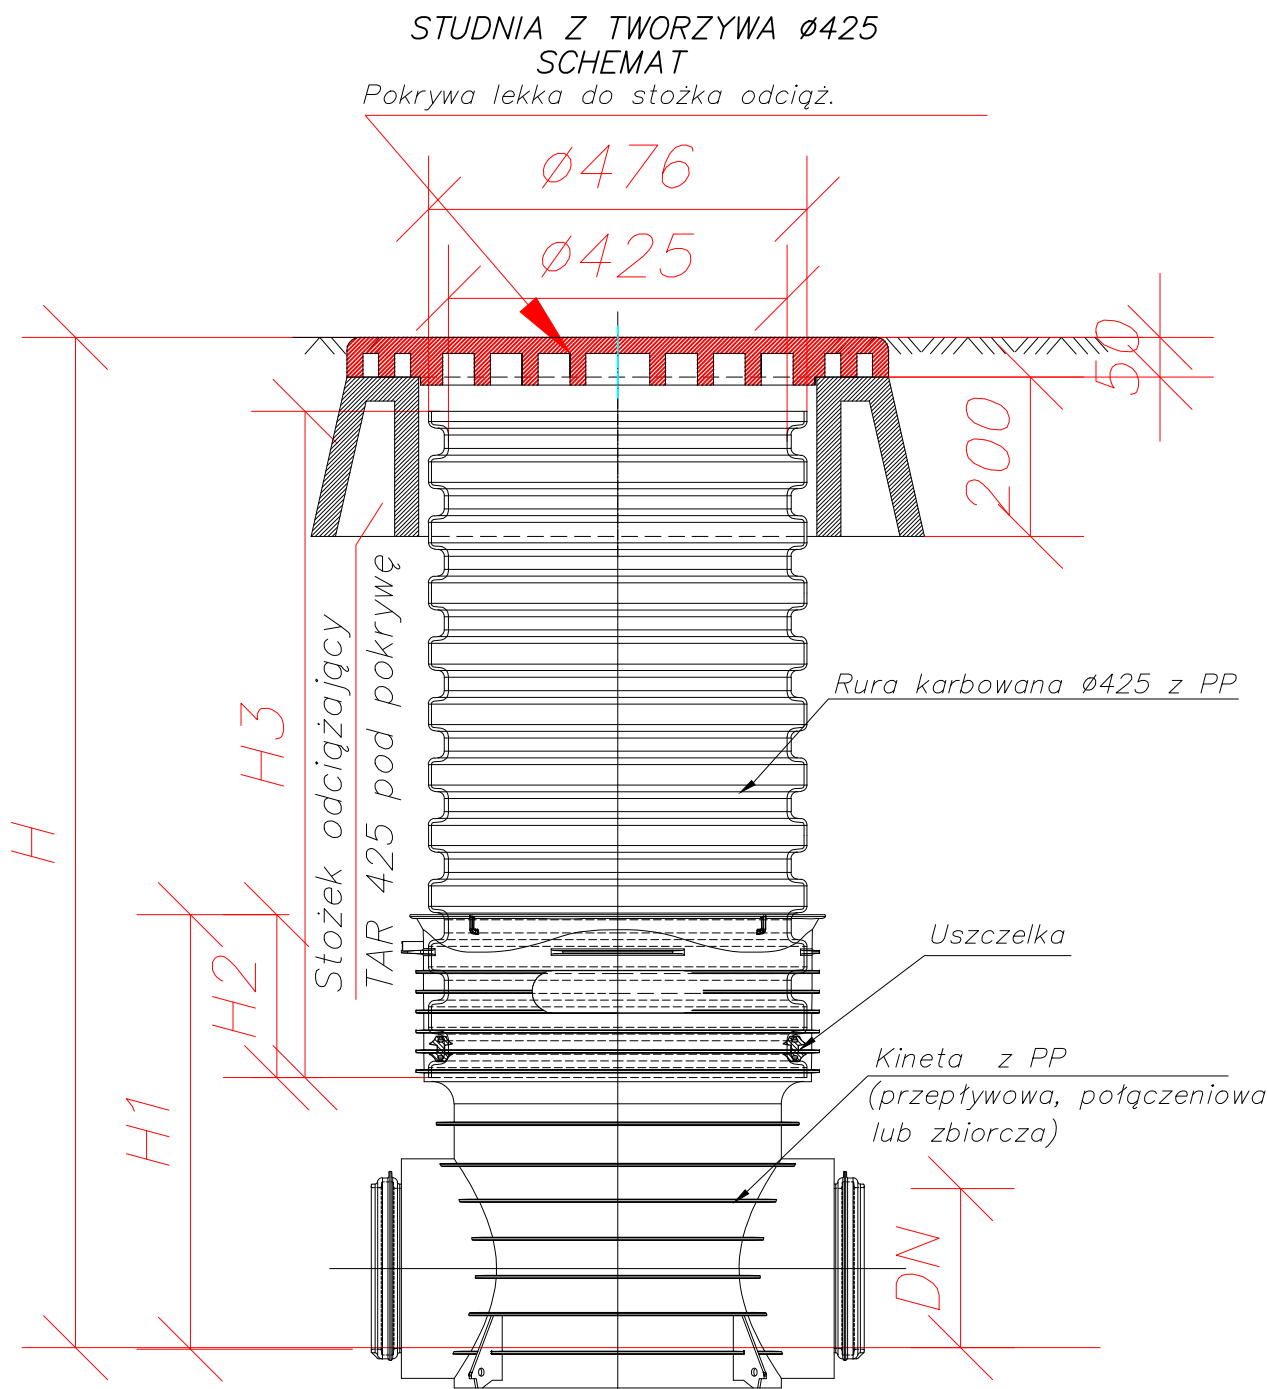 STUDNIA Z TWORZYWA ø425
SCHEMAT
Pokrywa lekka do stożka odciąż.
ø476
ø425
50
200
H
H3
Stożek odciążający
TAR 425 pod pokrywę
Rura karbowana ø425 z PP
H2
H1
Uszczelka
Kineta z PP
(przepływowa, połączeniowa
lub zbiorcza)
DN